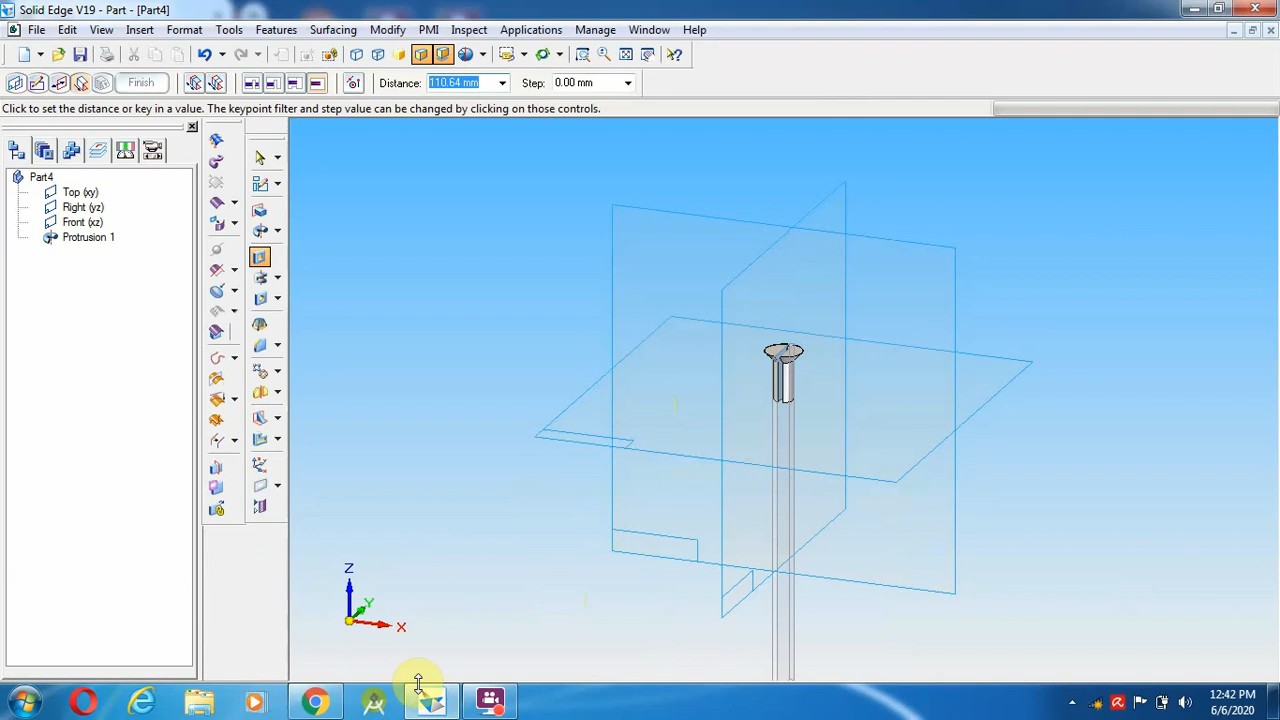 Solid Edge V19 - Part - [Part4]
File Edit View Insert Format Tools Features Surfacing Modify PMI Inspect Applications Manage Window Help
Finish Distance: 110.64 mm Step: 0.00 mm
Click to set the distance or key in a value. The keypoint filter and step value can be changed by clicking on those controls.
Part4
Top (xy)
Right (yz)
Front (xz)
Protrusion 1
Z
Y
X
12:42 PM
6/6/2020